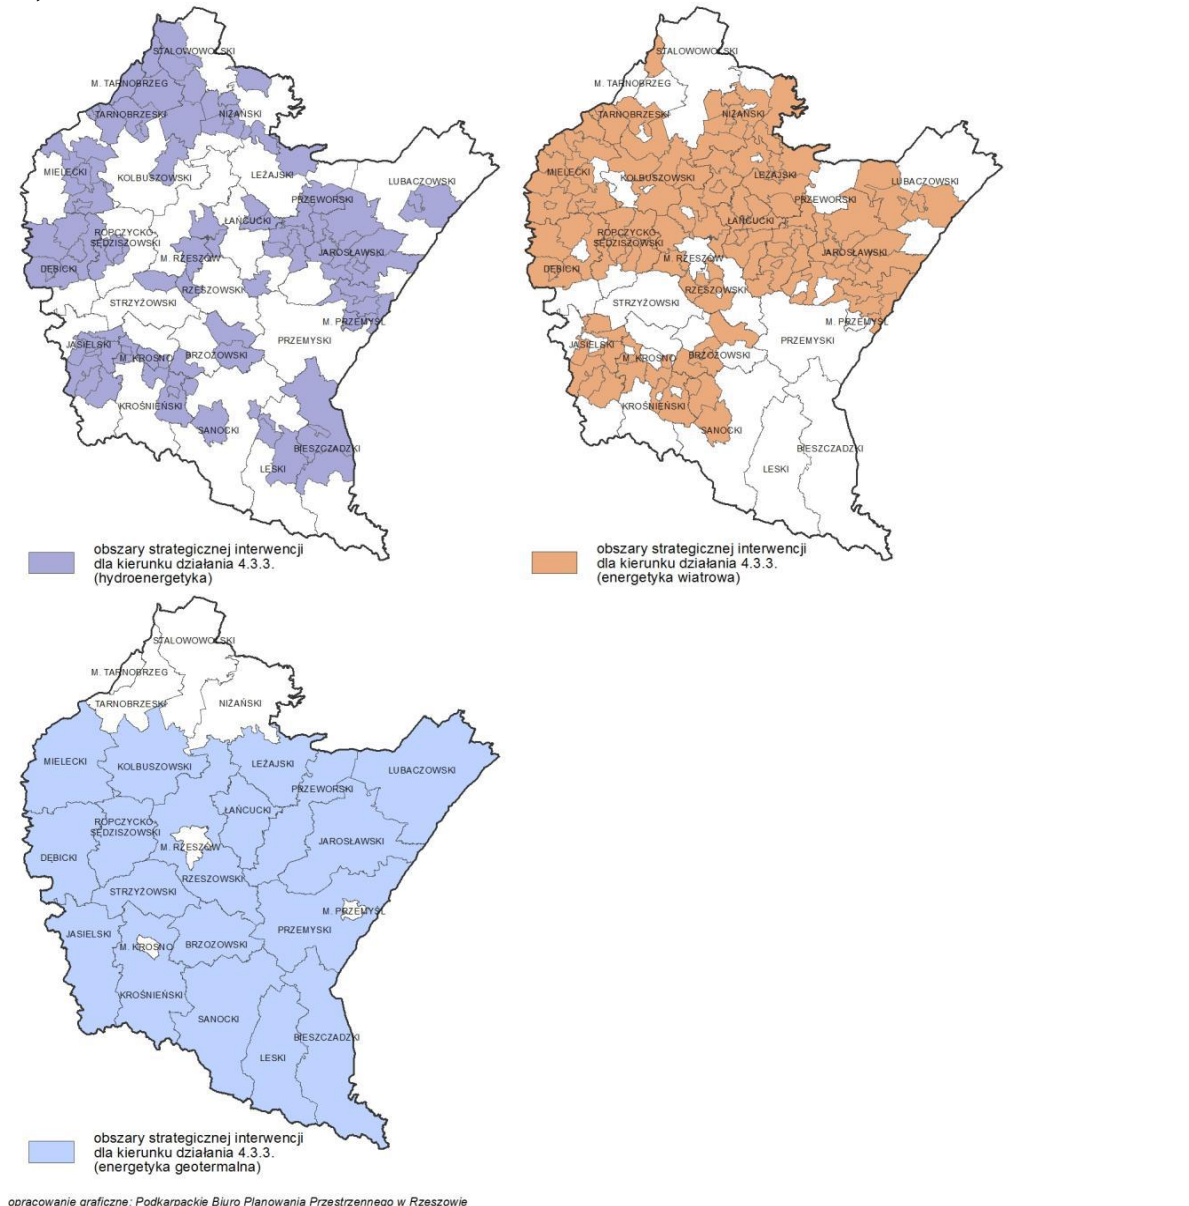 STALOWOWOLSKI
M. TARNOBRZEG
TARNOBRZESKI
NIŻAŃSKI
MIELECKI
KOLBUSZOWSKI
LEŻAJSKI
LUBACZOWSKI
PRZEWORSKI
ŁAŃCUCKI
ROPCZYCKO-
SĘDZISZOWSKI
JAROSŁAWSKI
M. RZESZÓW
DĘBICKI
RZESZOWSKI
STRZYŻOWSKI
M. PRZEMYŚL
PRZEMYSKI
JASIELSKI
M. KROSNO
BRZOZOWSKI
KROŚNIEŃSKI
SANOCKI
BIESZCZADZKI
LESKI
obszary strategicznej interwencji
dla kierunku działania 4.3.3.
(hydroenergetyka)
STALOWOWOLSKI
M. TARNOBRZEG
TARNOBRZESKI
NIŻAŃSKI
MIELECKI
KOLBUSZOWSKI
LEŻAJSKI
LUBACZOWSKI
PRZEWORSKI
ŁAŃCUCKI
ROPCZYCKO-
SĘDZISZOWSKI
JAROSŁAWSKI
M. RZESZÓW
DĘBICKI
RZESZOWSKI
STRZYŻOWSKI
M. PRZEMYŚL
PRZEMYSKI
JASIELSKI
M. KROSNO
BRZOZOWSKI
KROŚNIEŃSKI
SANOCKI
BIESZCZADZKI
LESKI
obszary strategicznej interwencji
dla kierunku działania 4.3.3.
(energetyka wiatrowa)
STALOWOWOLSKI
M. TARNOBRZEG
TARNOBRZESKI
NIŻAŃSKI
MIELECKI
KOLBUSZOWSKI
LEŻAJSKI
LUBACZOWSKI
PRZEWORSKI
ŁAŃCUCKI
ROPCZYCKO-
SĘDZISZOWSKI
JAROSŁAWSKI
M. RZESZÓW
DĘBICKI
RZESZOWSKI
STRZYŻOWSKI
M. PRZEMYŚL
PRZEMYSKI
JASIELSKI
M. KROSNO
BRZOZOWSKI
KROŚNIEŃSKI
SANOCKI
BIESZCZADZKI
LESKI
obszary strategicznej interwencji
dla kierunku działania 4.3.3.
(energetyka geotermalna)
opracowanie graficzne: Podkarpackie Biuro Planowania Przestrzennego w Rzeszowie